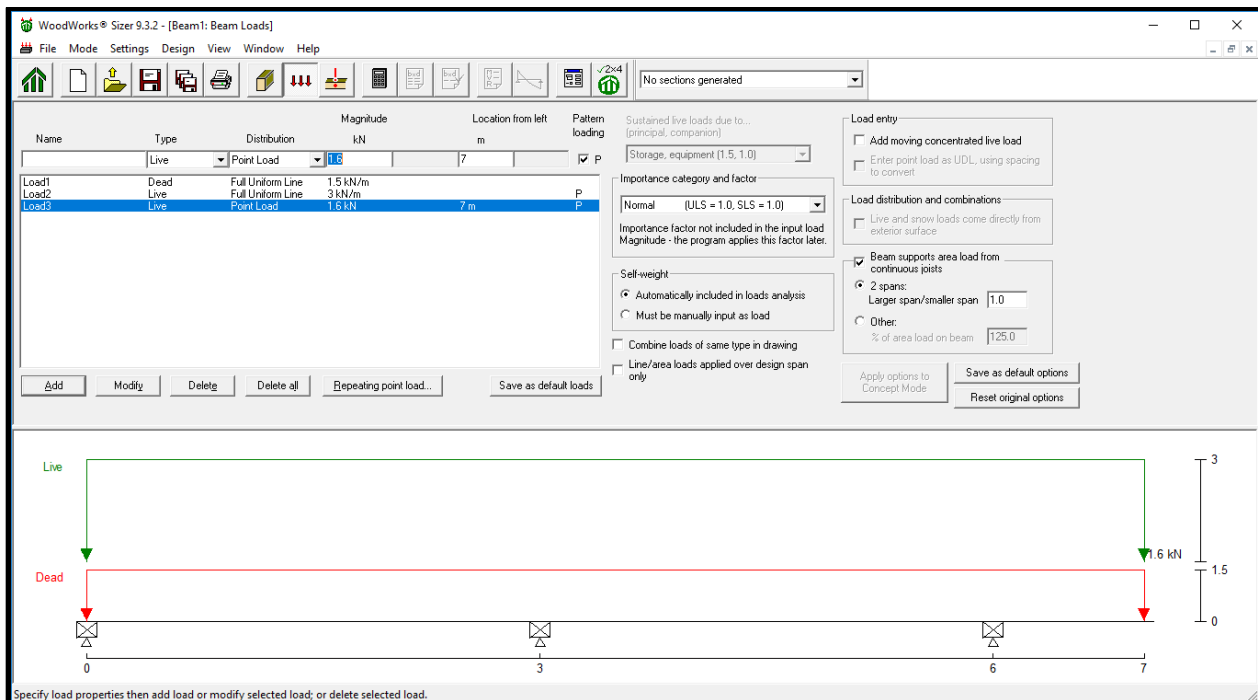 WoodWorks® Sizer 9.3.2 - [Beam1: Beam Loads]
File Mode Settings Design View Window Help
No sections generated
Magnitude Location from left Pattern
Name Type Distribution kN m loading
Live Point Load 1.6 7 P
Load1 Dead Full Uniform Line 1.5 kN/m
Load2 Live Full Uniform Line 3 kN/m P
Load3 Live Point Load 1.6 kN 7 m P
Add Modify Delete Delete all Repeating point load... Save as default loads
Sustained live loads due to...
(principal, companion)
Storage, equipment (1.5, 1.0)
Importance category and factor
Normal (ULS = 1.0, SLS = 1.0)
Importance factor not included in the input load
Magnitude - the program applies this factor later.
Self-weight
Automatically included in loads analysis
Must be manually input as load
Combine loads of same type in drawing
Line/area loads applied over design span
only
Load entry
Add moving concentrated live load
Enter point load as UDL, using spacing
to convert
Load distribution and combinations
Live and snow loads come directly from
exterior surface
Beam supports area load from
continuous joists
2 spans:
Larger span/smaller span 1.0
Other:
% of area load on beam 125.0
Apply options to
Concept Mode
Save as default options
Reset original options
Live 3
1.6 kN
Dead 1.5
0
0 3 6 7
Specify load properties then add load or modify selected load; or delete selected load.